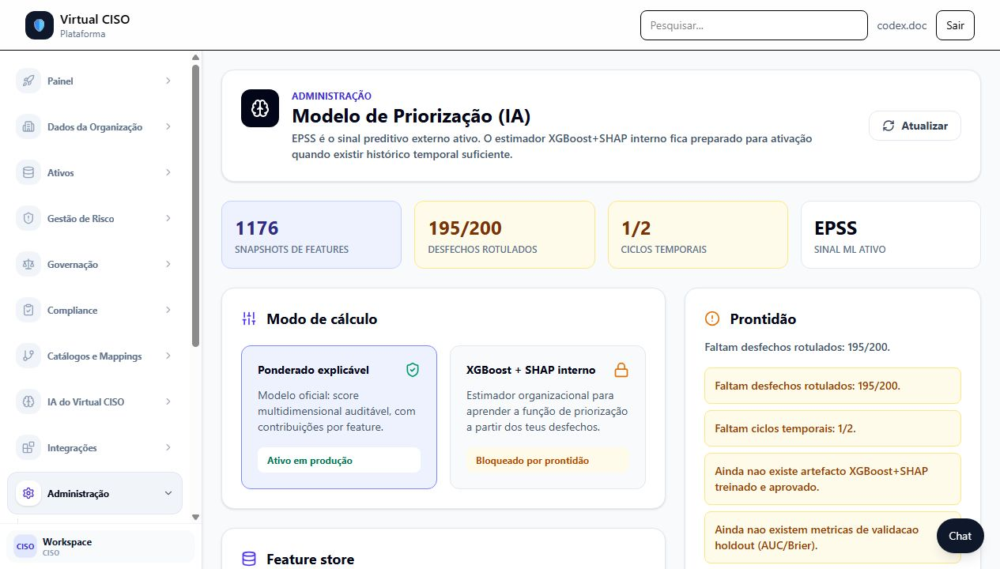 Virtual CISO
Plataforma
Pesquisar...
codex.doc
Sair
Painel
Dados da Organização
Ativos
Gestão de Risco
Governação
Compliance
Catálogos e Mappings
IA do Virtual CISO
Integrações
Administração
CISO
Workspace
CISO
ADMINISTRAÇÃO
Modelo de Priorização (IA)
EPSS é o sinal preditivo externo ativo. O estimador XGBoost+SHAP interno fica preparado para ativação
quando existir histórico temporal suficiente.
Atualizar
1176
SNAPSHOTS DE FEATURES
195/200
DESFECHOS ROTULADOS
1/2
CICLOS TEMPORAIS
EPSS
SINAL ML ATIVO
Modo de cálculo
Ponderado explicável
Modelo oficial: score
multidimensional auditável, com
contribuições por feature.
Ativo em produção
XGBoost + SHAP interno
Estimador organizacional para
aprender a função de priorização
a partir dos teus desfechos.
Bloqueado por prontidão
Feature store
Prontidão
Faltam desfechos rotulados: 195/200.
Faltam desfechos rotulados: 195/200.
Faltam ciclos temporais: 1/2.
Ainda nao existe artefacto XGBoost+SHAP
treinado e aprovado.
Ainda nao existem metricas de validacao
holdout (AUC/Brier).
Chat